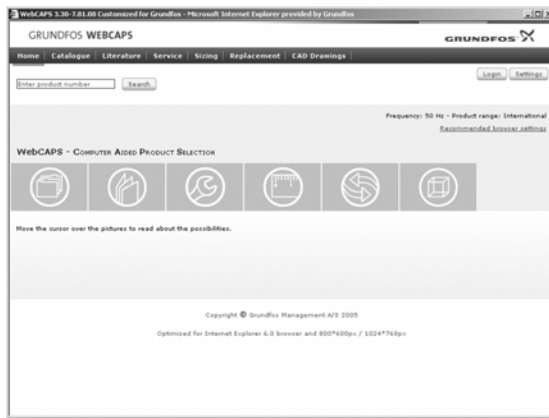 WebCAPS 3.30-7.81.00 Customized for Grundfos - Microsoft Internet Explorer provided by Grundfos
GRUNDFOS WEBCAPS
GRUNDFOS
Home Catalogue Literature Service Sizing Replacement CAD Drawings
Login Settings
Enter product number Search
Frequency: 50 Hz - Product range: International
Recommended browser settings
WebCAPS - Computer Aided Product Selection
Move the cursor over the pictures to read about the possibilities.
Copyright © Grundfos Management A/S 2005
Optimized for Internet Explorer 6.0 browser and 800*600px / 1024*768px